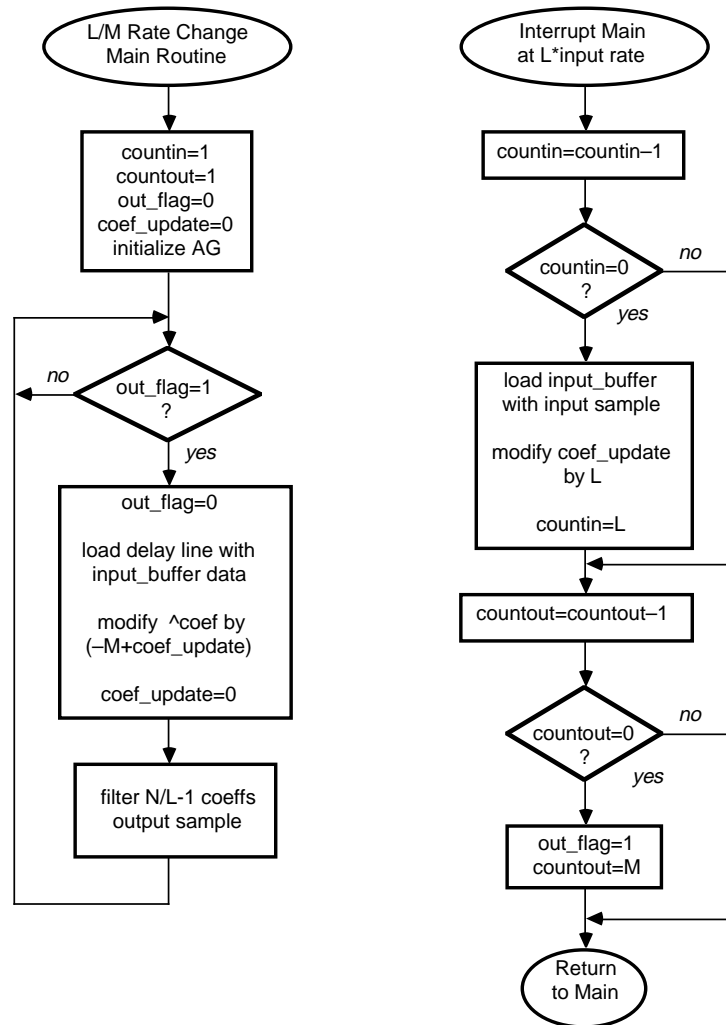 L/M Rate Change
Main Routine
countin=1
countout=1
out_flag=0
coef_update=0
initialize AG
no
out_flag=1
?
yes
out_flag=0
load delay line with
input_buffer data
modify ^coef by
(–M+coef_update)
coef_update=0
filter N/L-1 coeffs
output sample
Interrupt Main
at L*input rate
countin=countin–1
no
countin=0
?
yes
load input_buffer
with input sample
modify coef_update
by L
countin=L
countout=countout–1
no
countout=0
?
yes
out_flag=1
countout=M
Return
to Main